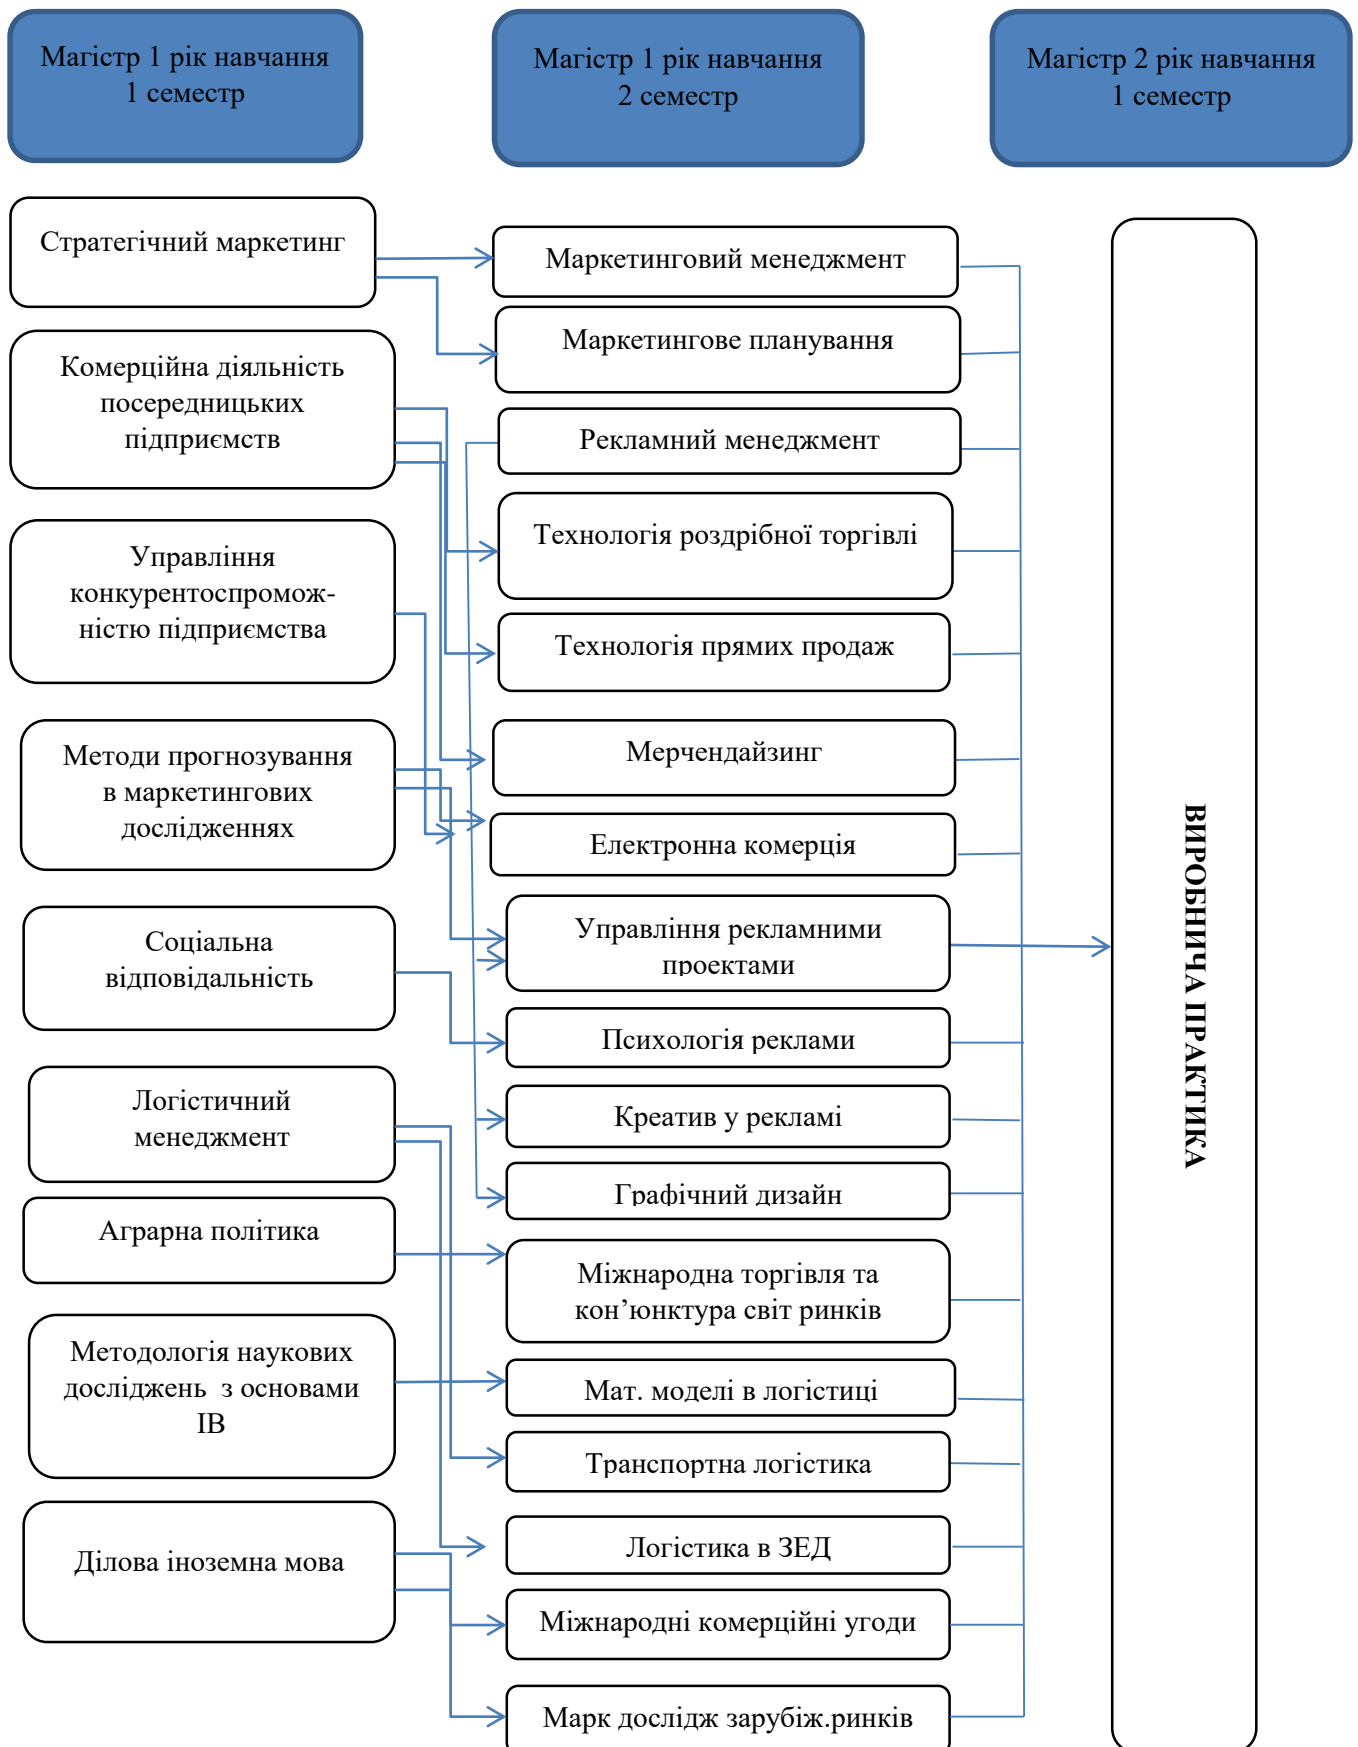 Магістр 1 рік навчання
1 семестр
Магістр 1 рік навчання
2 семестр
Магістр 2 рік навчання
1 семестр
Стратегічний маркетинг
Комерційна діяльність
посередницьких
підприємств
Управління
конкурентоспромож-
ністю підприємства
Методи прогнозування
в маркетингових
дослідженнях
Соціальна
відповідальність
Логістичний
менеджмент
Аграрна політика
Методологія наукових
досліджень з основами
ІВ
Ділова іноземна мова
Маркетинговий менеджмент
Маркетингове планування
Рекламний менеджмент
Технологія роздрібної торгівлі
Технологія прямих продаж
Мерчендайзинг
Електронна комерція
Управління рекламними
проектами
Психологія реклами
Креатив у рекламі
Графічний дизайн
Міжнародна торгівля та
кон’юнктура світ ринків
Мат. моделі в логістиці
Транспортна логістика
Логістика в ЗЕД
Міжнародні комерційні угоди
Марк дослідж зарубіж.ринків
ВИРОБНИЧА ПРАКТИКА